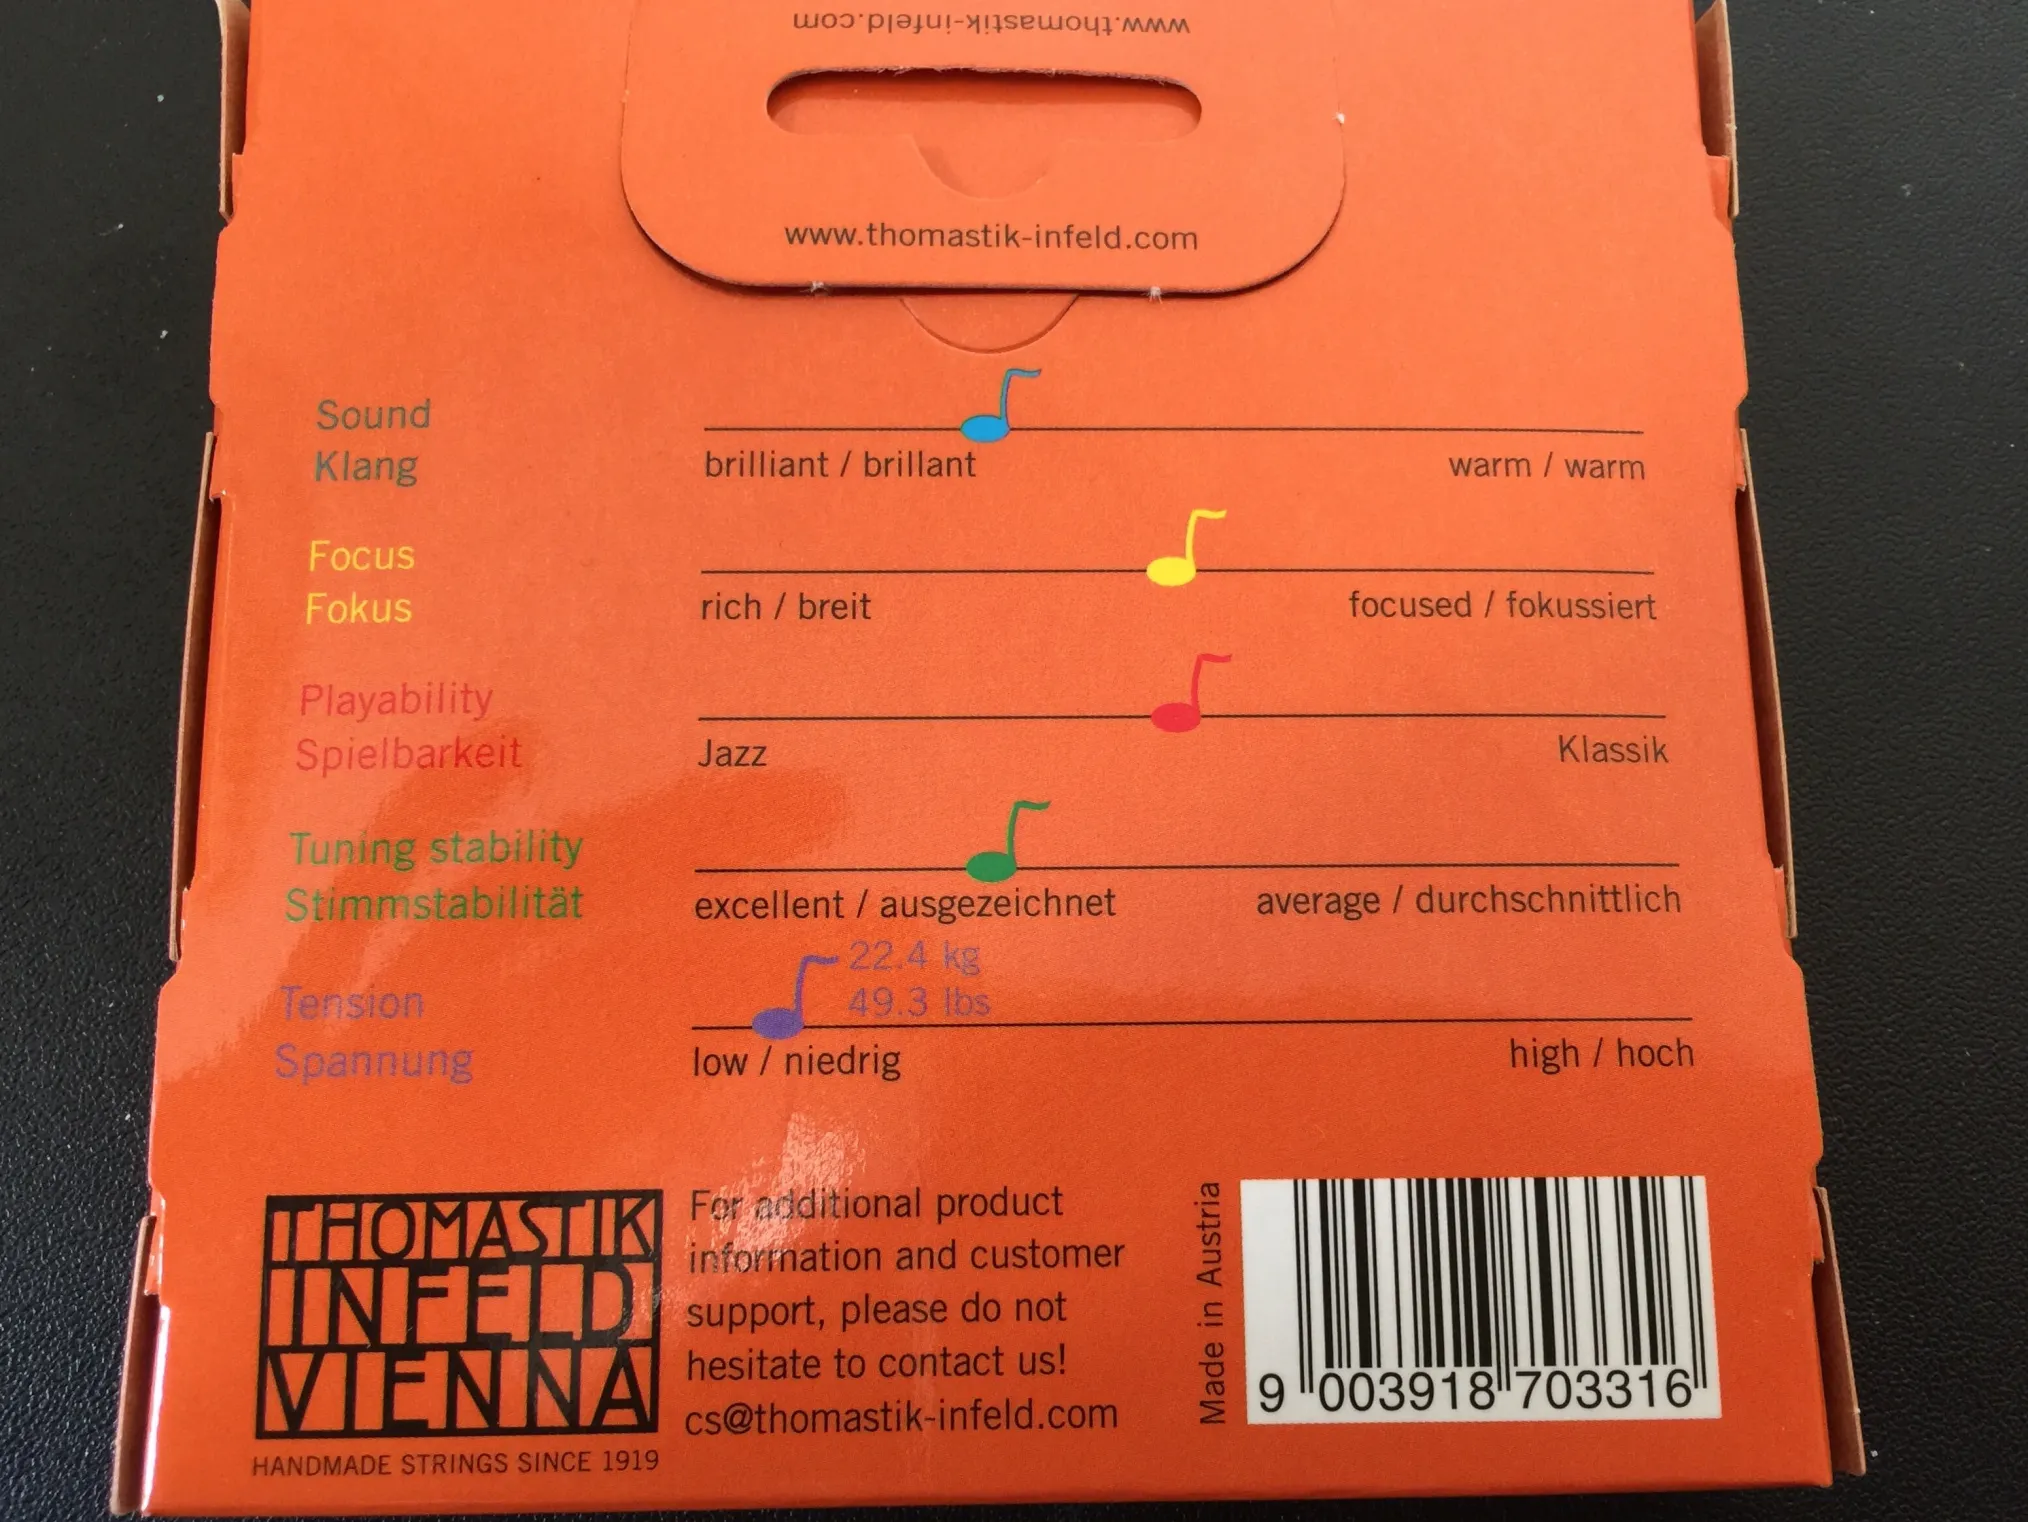 www.thomastik-infeld.com
www.thomastik-infeld.com
Sound
Klang
brilliant / brillant
warm / warm
Focus
Fokus
rich / breit
focused / fokussiert
Playability
Spielbarkeit
Jazz
Klassik
Tuning stability
Stimmstabilität
excellent / ausgezeichnet
average / durchschnittlich
Tension
Spannung
22.4 kg
49.3 lbs
low / niedrig
high / hoch
THOMASTIK
INFELD
VIENNA
HANDMADE STRINGS SINCE 1919
For additional product
information and customer
support, please do not
hesitate to contact us!
cs@thomastik-infeld.com
Made in Austria
9 003918 703316